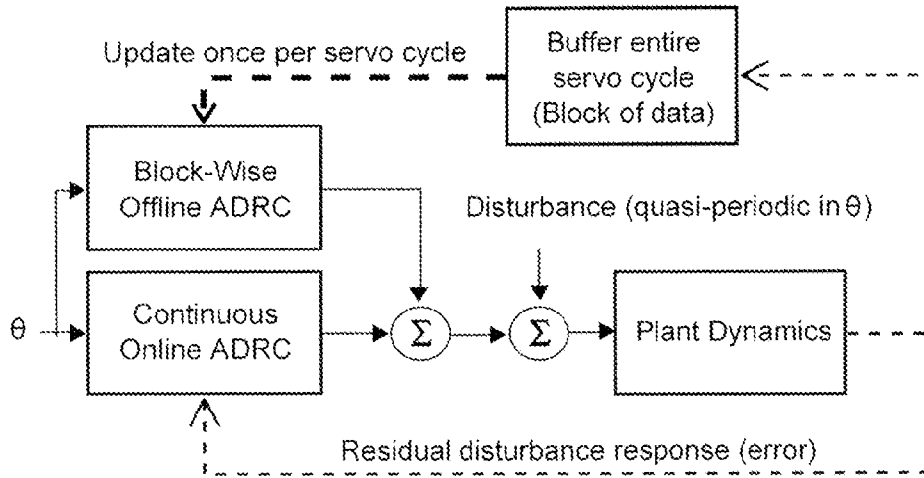 Update once per servo cycle
Buffer entire
servo cycle
(Block of data)
Block-Wise
Offline ADRC
Disturbance (quasi-periodic in θ)
θ
Continuous
Online ADRC
Σ
Σ
Plant Dynamics
Residual disturbance response (error)